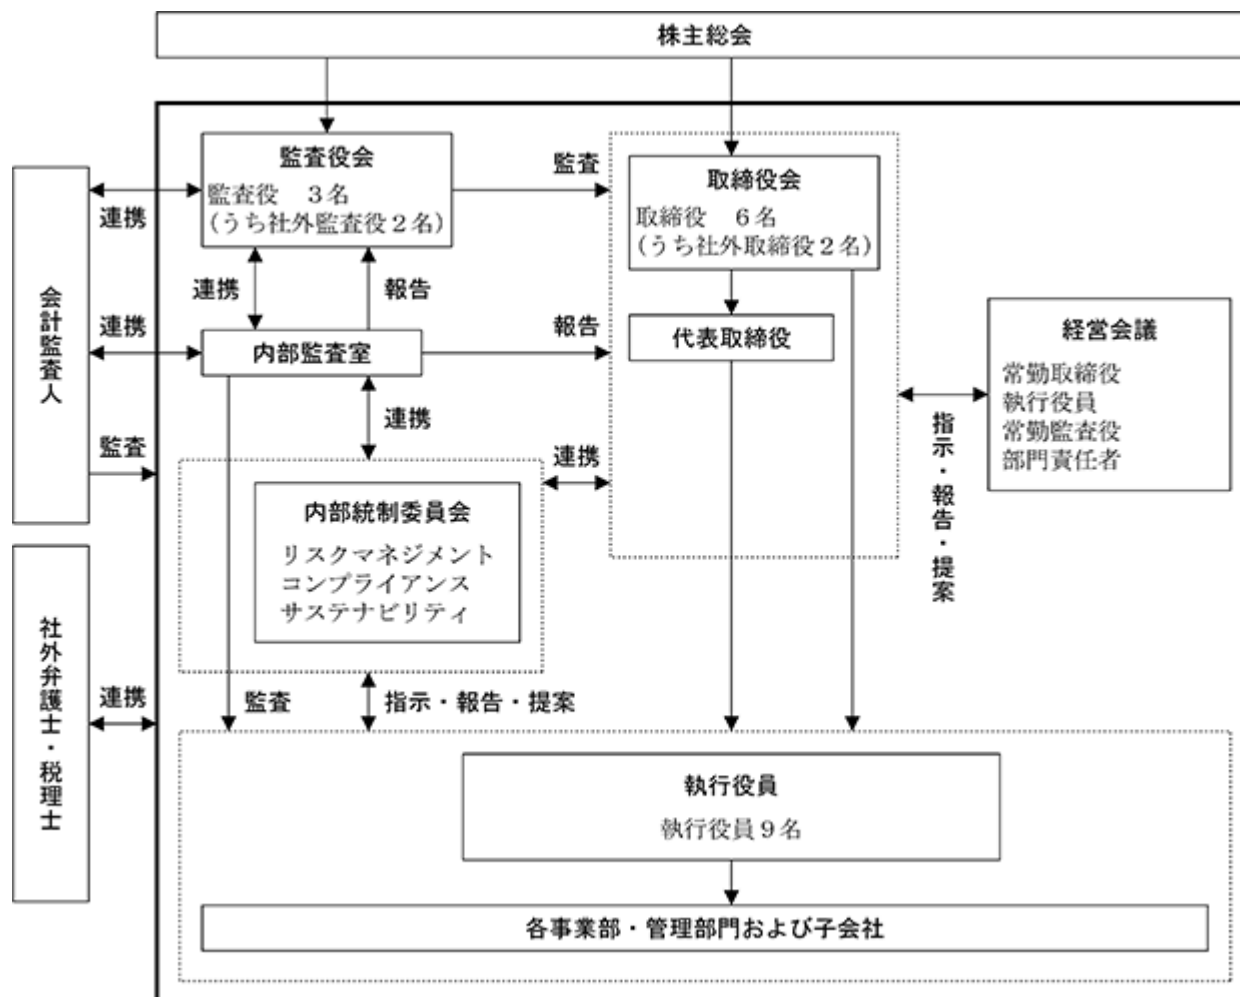 株主総会
監査役会
監査役　３名
(うち社外監査役２名)
監査
取締役会
取締役　６名
(うち社外取締役２名)
連携
連携
報告
会計監査人
連携
内部監査室
報告
代表取締役
経営会議
常勤取締役
執行役員
常勤監査役
部門責任者
連携
監査
連携
指示・報告・提案
内部統制委員会
リスクマネジメント
コンプライアンス
サステナビリティ
社外弁護士・税理士
連携
監査
指示・報告・提案
執行役員
執行役員９名
各事業部・管理部門および子会社